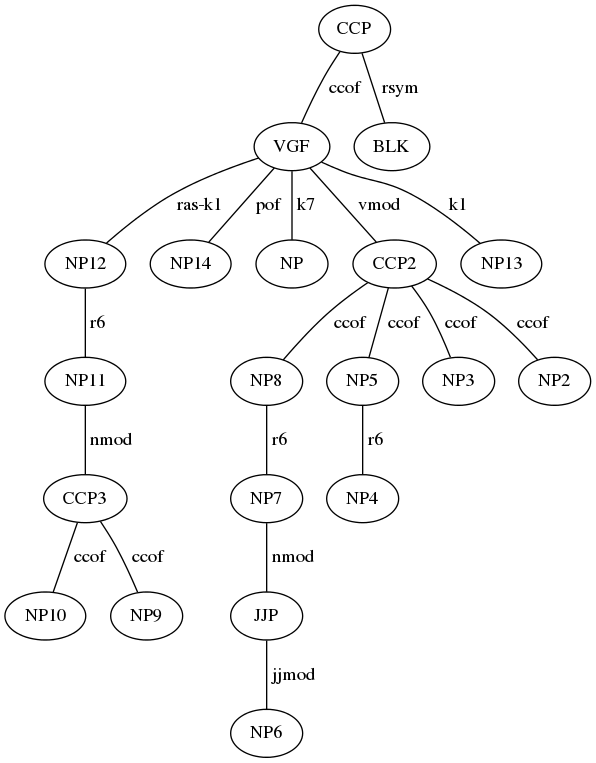 CCP
ccof rsym
VGF BLK
ras-k1 pof k7 vmod k1
NP12 NP14 NP CCP2 NP13
r6 ccof ccof ccof ccof
NP11 NP8 NP5 NP3 NP2
nmod r6 r6
CCP3 NP7 NP4
ccof ccof nmod
NP10 NP9 JJP
jjmod
NP6